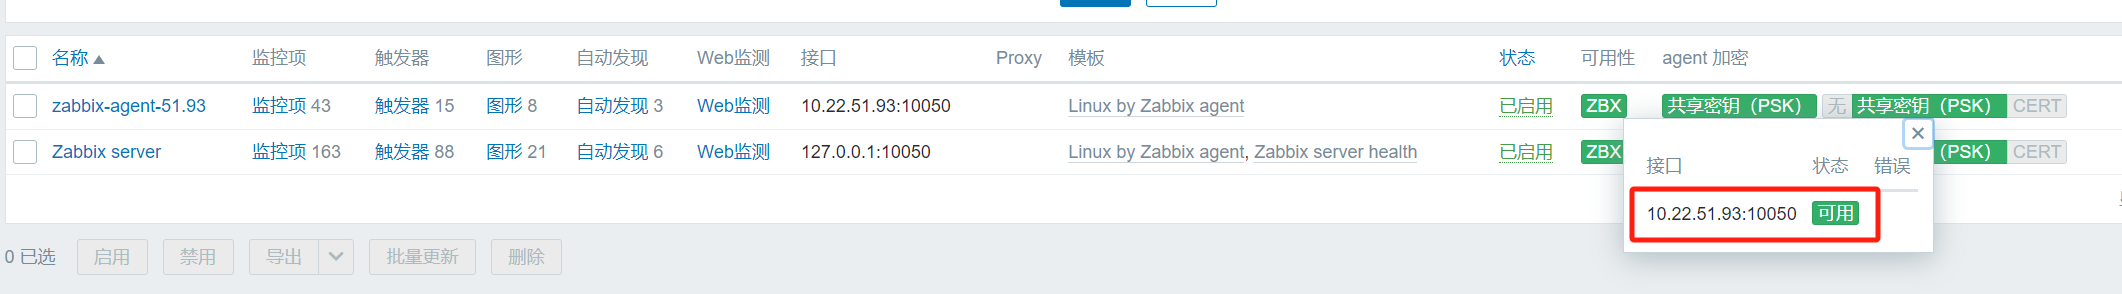 名称 监控项 触发器 图形 自动发现 Web监测 接口 Proxy 模板 状态 可用性 agent 加密
zabbix-agent-51.93 监控项 43 触发器 15 图形 8 自动发现 3 Web监测 10.22.51.93:10050 Linux by Zabbix agent 已启用 ZBX 共享密钥（PSK） 无 共享密钥（PSK） CERT
Zabbix server 监控项 163 触发器 88 图形 21 自动发现 6 Web监测 127.0.0.1:10050 Linux by Zabbix agent, Zabbix server health 已启用 ZBX (PSK） CERT
接口 状态 错误
10.22.51.93:10050 可用
0 已选 启用 禁用 导出 批量更新 删除